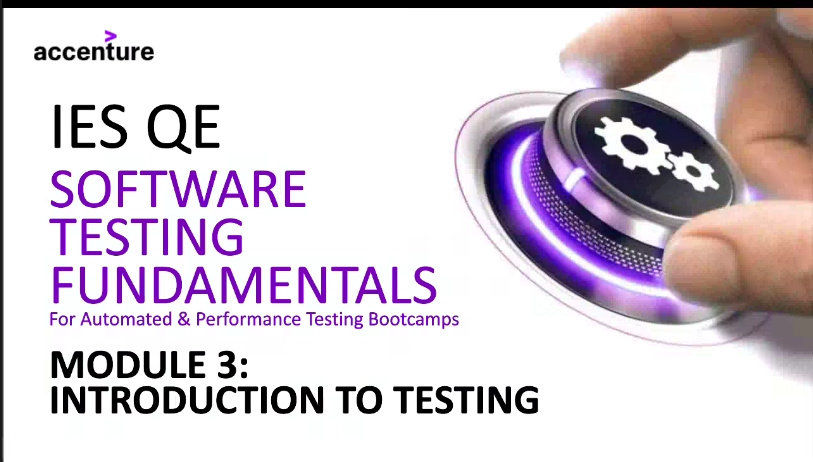 accenture
IES QE
SOFTWARE
TESTING
FUNDAMENTALS
For Automated & Performance Testing Bootcamps
MODULE 3:
INTRODUCTION TO TESTING